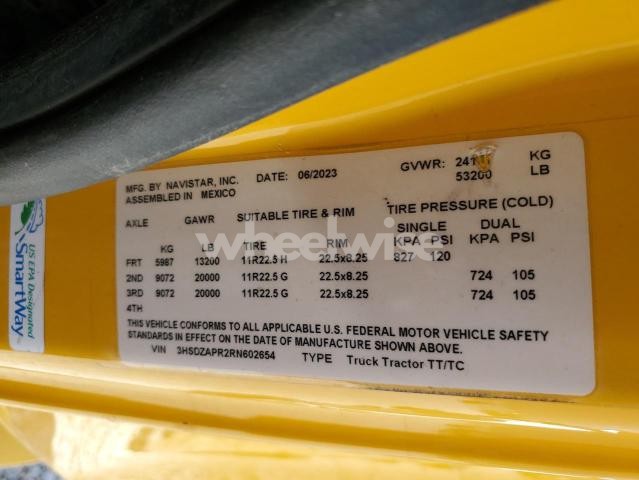 MFG. BY NAVISTAR, INC. DATE: 06/2023 GVWR: KG
ASSEMBLED IN MEXICO 53200 LB
AXLE GAWR SUITABLE TIRE & RIM TIRE PRESSURE (COLD)
SINGLE DUAL
KG LB TIRE RIM KPA PSI KPA PSI
FRT 5987 13200 11R22.5 H 22.5x8.25 827 120
2ND 9072 20000 11R22.5 G 22.5x8.25 724 105
3RD 9072 20000 11R22.5 G 22.5x8.25 724 105
4TH
THIS VEHICLE CONFORMS TO ALL APPLICABLE U.S. FEDERAL MOTOR VEHICLE SAFETY
STANDARDS IN EFFECT ON THE DATE OF MANUFACTURE SHOWN ABOVE.
VIN 3HSDZAPR2RN602654 TYPE Truck Tractor TT/TC
US EPA Designated
SmartWay
wheelwire